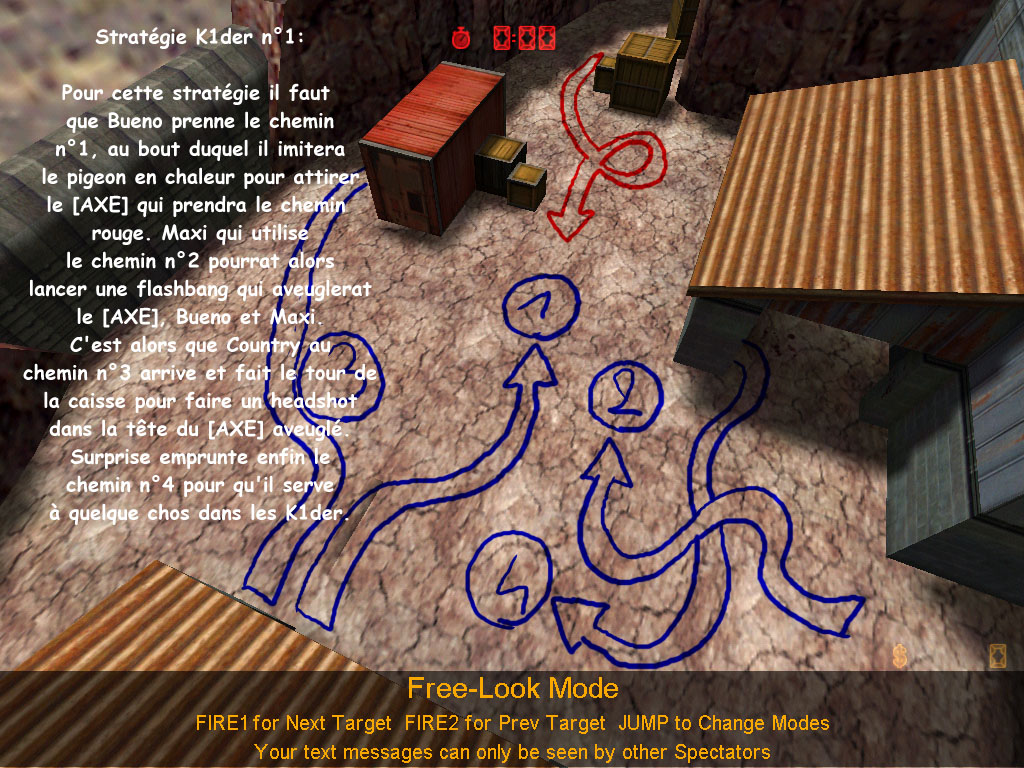 Stratégie K1der n°1:
Pour cette stratégie il faut
que Bueno prenne le chemin
n°1, au bout duquel il imitera
le pigeon en chaleur pour attirer
le [AXE] qui prendra le chemin
rouge. Maxi qui utilise
le chemin n°2 pourrat alors
lancer une flashbang qui aveuglerat
le [AXE], Bueno et Maxi.
C'est alors que Country au
chemin n°3 arrive et fait le tour de
la caisse pour faire un headshot
dans la tête du [AXE] aveuglé.
Surprise emprunte enfin le
chemin n°4 pour qu'il serve
à quelque chos dans les K1der.
0:00
1
2
3
4
$ 0
Free-Look Mode
FIRE1 for Next Target FIRE2 for Prev Target JUMP to Change Modes
Your text messages can only be seen by other Spectators